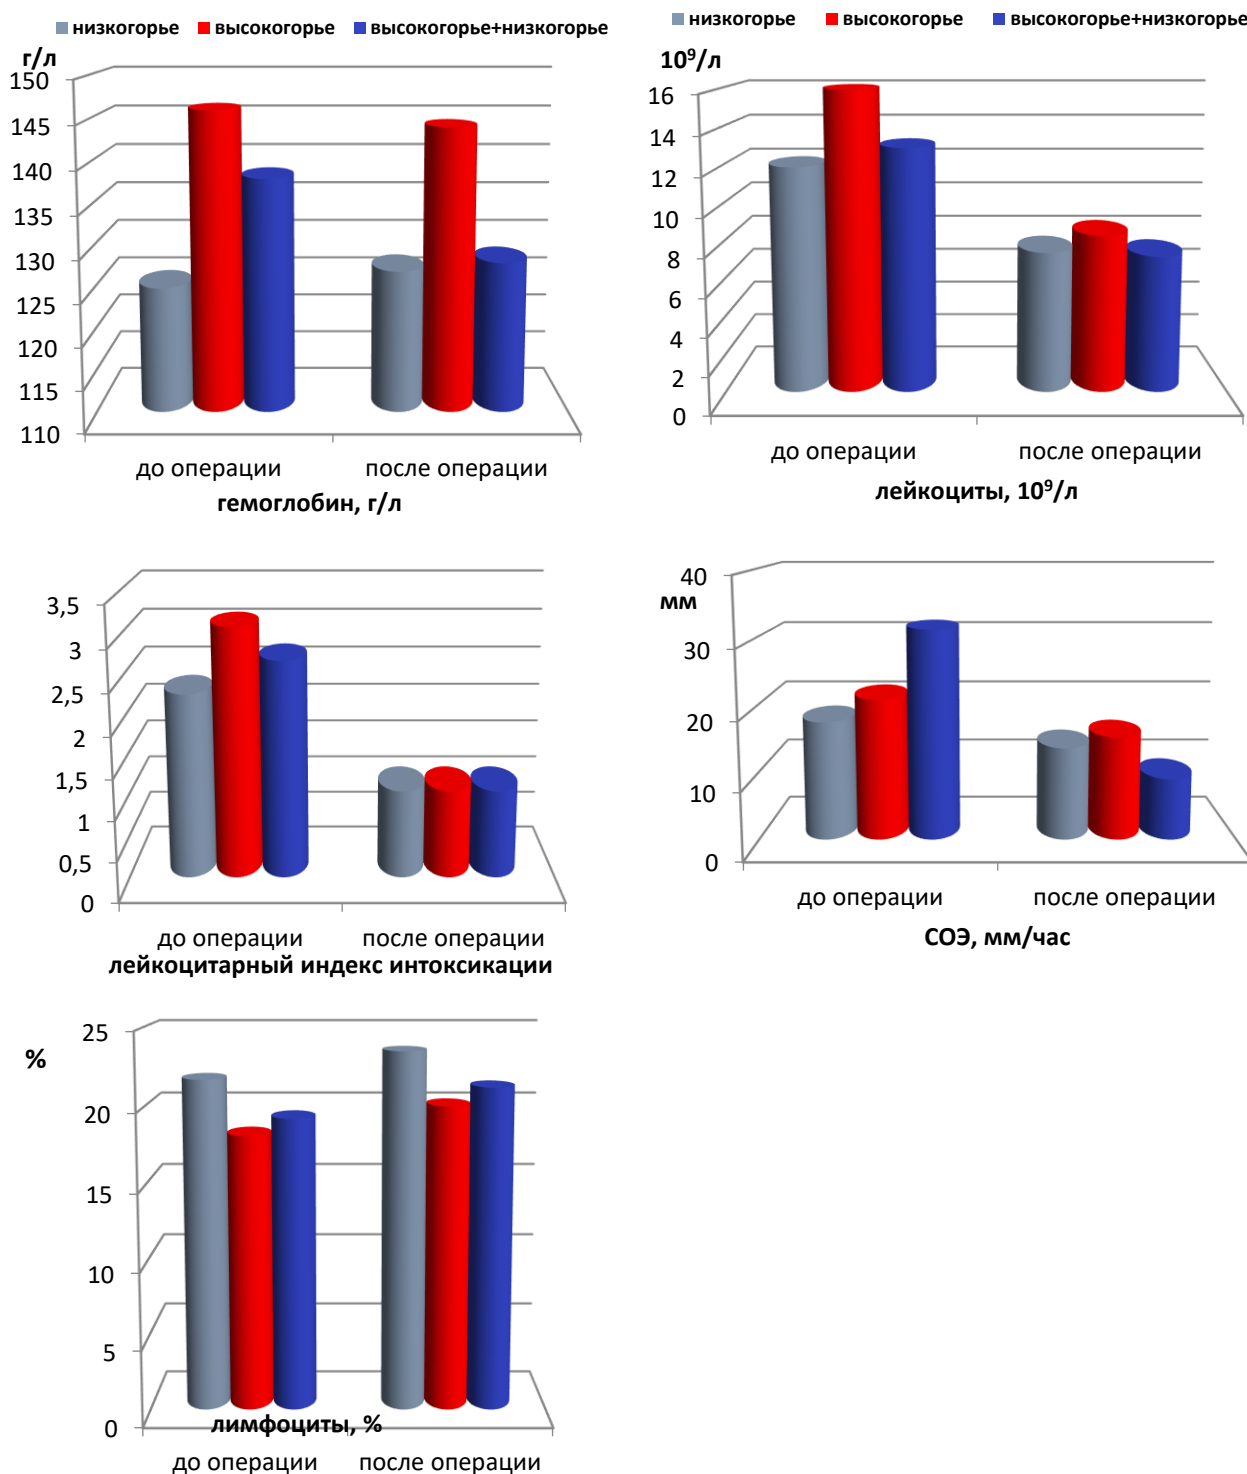 низкогорье высокогорье высокогорье+низкогорье
г/л
150
145
140
135
130
125
120
115
110
до операции после операции
гемоглобин, г/л
низкогорье высокогорье высокогорье+низкогорье
10⁹/л
16
14
12
10
8
6
4
2
0
до операции после операции
лейкоциты, 10⁹/л
3,5
3
2,5
2
1,5
1
0,5
0
до операции после операции
лейкоцитарный индекс интоксикации
40
мм
30
20
10
0
до операции после операции
СОЭ, мм/час
25
%
20
15
10
5
0
лимфоциты, %
до операции после операции